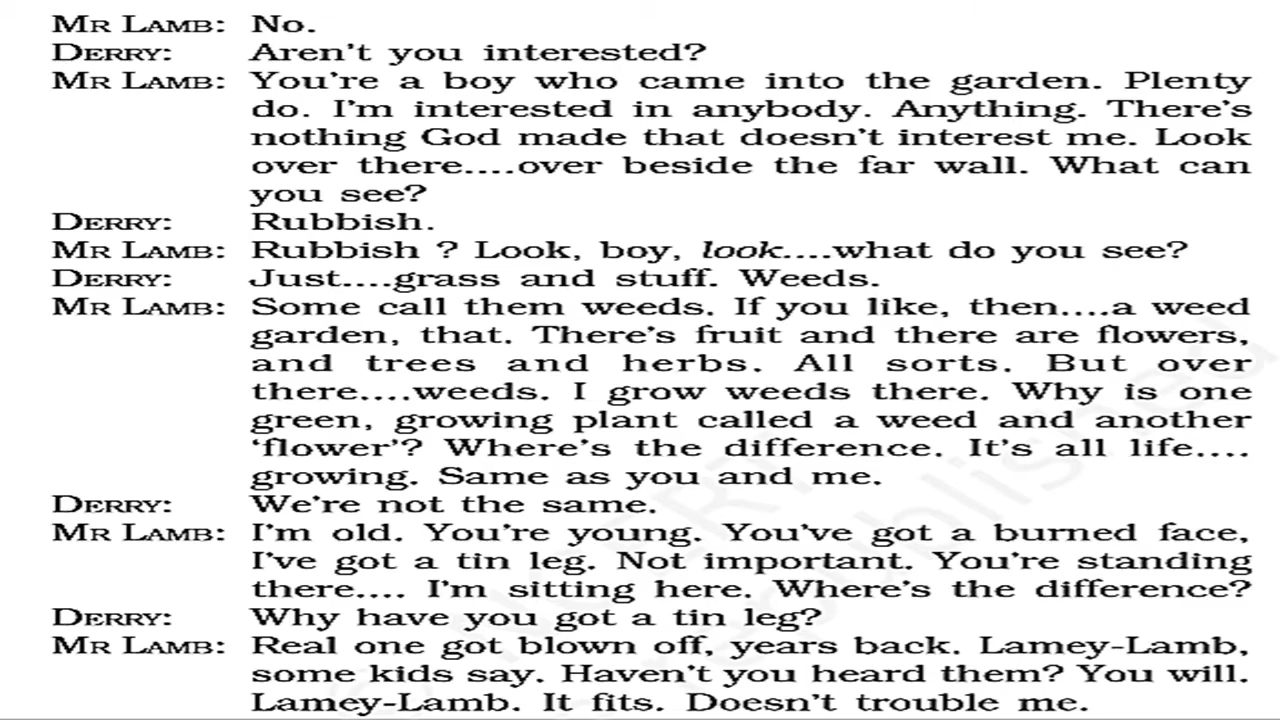 MR LAMB: No.
DERRY: Aren't you interested?
MR LAMB: You're a boy who came into the garden. Plenty
do. I'm interested in anybody. Anything. There's
nothing God made that doesn't interest me. Look
over there....over beside the far wall. What can
you see?
DERRY: Rubbish.
MR LAMB: Rubbish ? Look, boy, look....what do you see?
DERRY: Just....grass and stuff. Weeds.
MR LAMB: Some call them weeds. If you like, then....a weed
garden, that. There's fruit and there are flowers,
and trees and herbs. All sorts. But over
there....weeds. I grow weeds there. Why is one
green, growing plant called a weed and another
‘flower’? Where's the difference. It's all life....
growing. Same as you and me.
DERRY: We're not the same.
MR LAMB: I'm old. You're young. You've got a burned face,
I've got a tin leg. Not important. You're standing
there.... I'm sitting here. Where's the difference?
DERRY: Why have you got a tin leg?
MR LAMB: Real one got blown off, years back. Lamey-Lamb,
some kids say. Haven't you heard them? You will.
Lamey-Lamb. It fits. Doesn't trouble me.